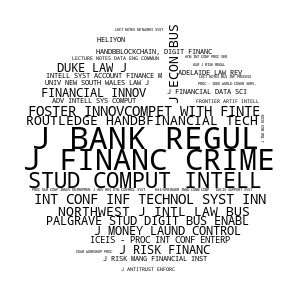 LECT NOTES NETWORKS SYST
HELIYON
J ECON BUS
HANDBBLOCKCHAIN, DIGIT FINANC
LECTURE NOTES DATA ENG COMMUN
DUKE LAW J
ADELAIDE LAW REV
INTELL SYST ACCOUNT FINANCE M
UNIV NEW SOUTH WALES LAW J
FINANCIAL INNOV
J FINANCIAL DATA SCI
ADV INTELL SYS COMPUT
FRONTIER ARTIF INTELL
FOSTER INNOVCOMPET WITH FINTE
ROUTLEDGE HANDBFINANCIAL TECH
J BANK REGUL
J FINANC CRIME
STUD COMPUT INTELL
INT CONF INF TECHNOL SYST INN
NORTHWEST J INTL LAW BUS
PALGRAVE STUD DIGIT BUS ENABL
J MONEY LAUND CONTROL
ICEIS - PROC INT CONF ENTERP
J RISK FINANC
J RISK MANG FINANCIAL INST
J ANTITRUST ENFORC